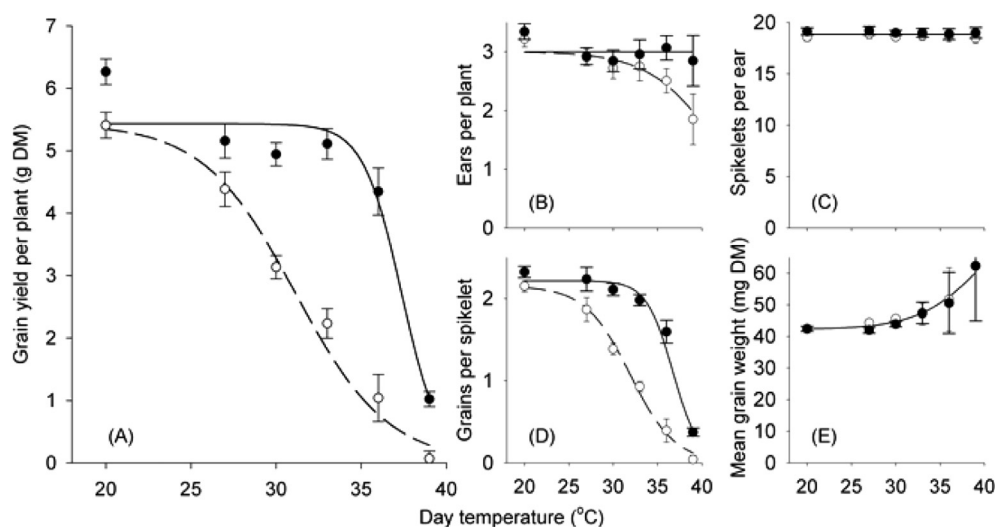 Grain yield per plant (g DM)
7
6
5
4
3
2
1
0
(A)
20 25 30 35 40
Ears per plant
3
2
1
0
(B)
Spikelets per ear
20
10
0
(C)
Grains per spikelet
2
1
0
(D)
20 25 30 35 40
Mean grain weight (mg DM)
60
50
40
30
20
10
0
(E)
20 25 30 35 40
Day temperature (°C)